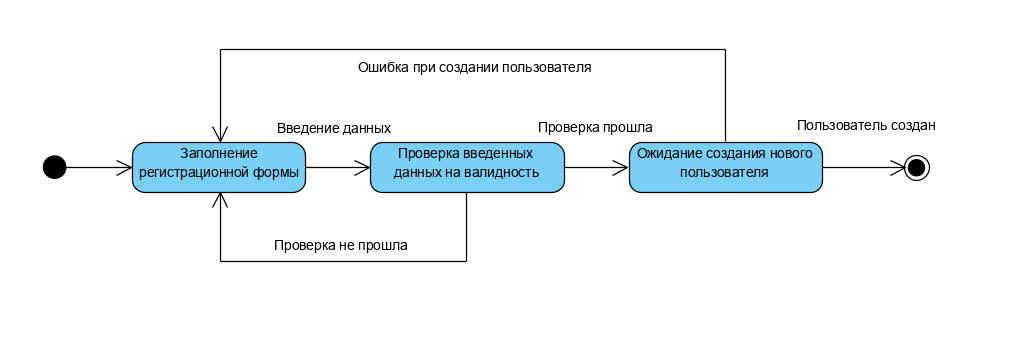 Ошибка при создании пользователя
Введение данных
Проверка прошла
Пользователь создан
Заполнение
регистрационной формы
Проверка введенных
данных на валидность
Ожидание создания нового
пользователя
Проверка не прошла